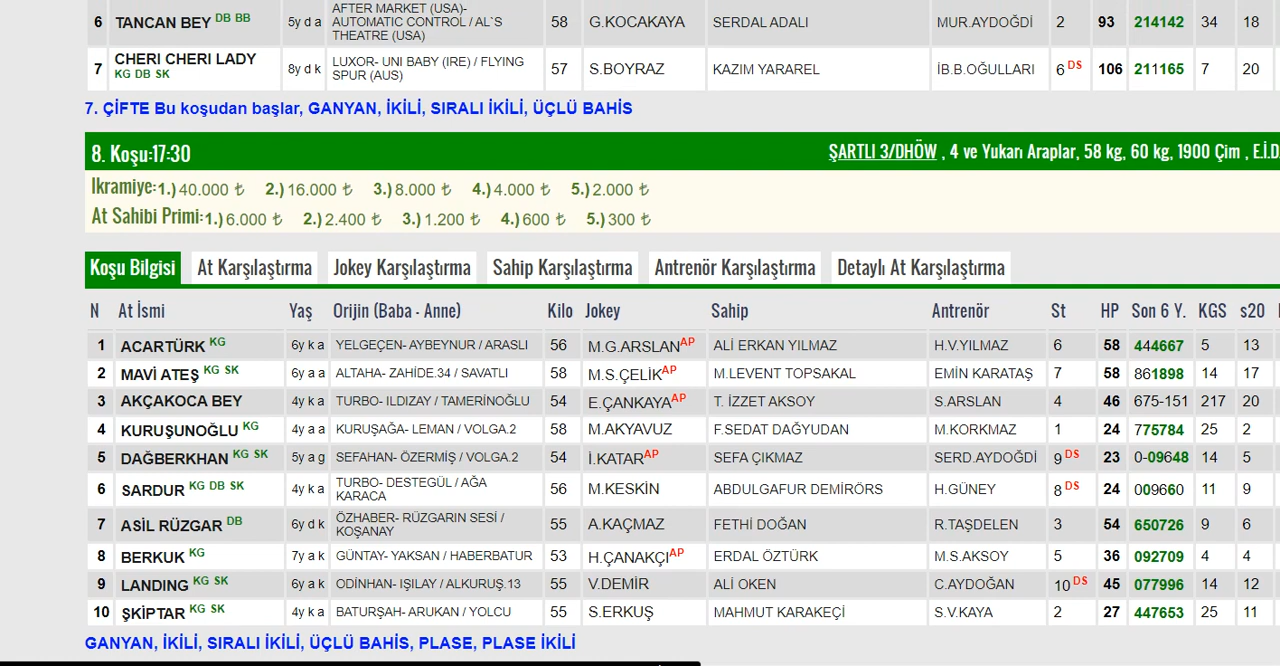 6 TANCAN BEY DB BB 5y d a AFTER MARKET (USA)- AUTOMATIC CONTROL / AL`S THEATRE (USA) 58 G.KOCAKAYA SERDAL ADALI MUR.AYDOĞDİ 2 93 214142 34 18
7 CHERI CHERI LADY KG DB SK 8y d k LUXOR- UNI BABY (IRE) / FLYING SPUR (AUS) 57 S.BOYRAZ KAZIM YARAREL İB.B.OĞULLARI 6 DS 106 211165 7 20
7. ÇİFTE Bu koşudan başlar, GANYAN, İKİLİ, SIRALI İKİLİ, ÜÇLÜ BAHİS
8. Koşu:17:30 ŞARTLI 3/DHÖW , 4 ve Yukarı Araplar, 58 kg, 60 kg, 1900 Çim , E.İ.D
Ikramiye:1.) 40.000 ₺ 2.) 16.000 ₺ 3.) 8.000 ₺ 4.) 4.000 ₺ 5.) 2.000 ₺
At Sahibi Primi:1.) 6.000 ₺ 2.) 2.400 ₺ 3.) 1.200 ₺ 4.) 600 ₺ 5.) 300 ₺
Koşu Bilgisi At Karşılaştırma Jokey Karşılaştırma Sahip Karşılaştırma Antrenör Karşılaştırma Detaylı At Karşılaştırma
N At İsmi Yaş Orijin (Baba - Anne) Kilo Jokey Sahip Antrenör St HP Son 6 Y. KGS s20
1 ACARTÜRK KG 6y k a YELGEÇEN- AYBEYNUR / ARASLI 56 M.G.ARSLAN AP ALİ ERKAN YILMAZ H.V.YILMAZ 6 58 444667 5 13
2 MAVİ ATEŞ KG SK 6y a a ALTAHA- ZAHİDE.34 / SAVATLI 58 M.S.ÇELİK AP M.LEVENT TOPSAKAL EMİN KARATAŞ 7 58 861898 14 17
3 AKÇAKOCA BEY 4y k a TURBO- ILDIZAY / TAMERİNOĞLU 54 E.ÇANKAYA AP T. İZZET AKSOY S.ARSLAN 4 46 675-151 217 20
4 KURUŞUNOĞLU KG 4y a a KURUŞAĞA- LEMAN / VOLGA.2 58 M.AKYAVUZ F.SEDAT DAĞYUDAN M.KORKMAZ 1 24 775784 25 2
5 DAĞBERKHAN KG SK 5y a g SEFAHAN- ÖZERMİŞ / VOLGA.2 54 İ.KATAR AP SEFA ÇIKMAZ SERD.AYDOĞDİ 9 DS 23 0-09648 14 5
6 SARDUR KG DB SK 4y k a TURBO- DESTEGÜL / AĞA KARACA 56 M.KESKİN ABDULGAFUR DEMİRÖRS H.GÜNEY 8 DS 24 009660 11 9
7 ASİL RÜZGAR DB 6y d k ÖZHABER- RÜZGARIN SESİ / KOŞANAY 55 A.KAÇMAZ FETHİ DOĞAN R.TAŞDELEN 3 54 650726 9 6
8 BERKUK KG 7y a k GÜNTAY- YAKSAN / HABERBATUR 53 H.ÇANAKÇI AP ERDAL ÖZTÜRK M.S.AKSOY 5 36 092709 4 4
9 LANDING KG SK 6y a k ODİNHAN- IŞILAY / ALKURUŞ.13 55 V.DEMİR ALİ OKEN C.AYDOĞAN 10 DS 45 077996 14 12
10 ŞKİPTAR KG SK 4y k a BATURŞAH- ARUKAN / YOLCU 55 S.ERKUŞ MAHMUT KARAKEÇİ S.V.KAYA 2 27 447653 25 11
GANYAN, İKİLİ, SIRALI İKİLİ, ÜÇLÜ BAHİS, PLASE, PLASE İKİLİ